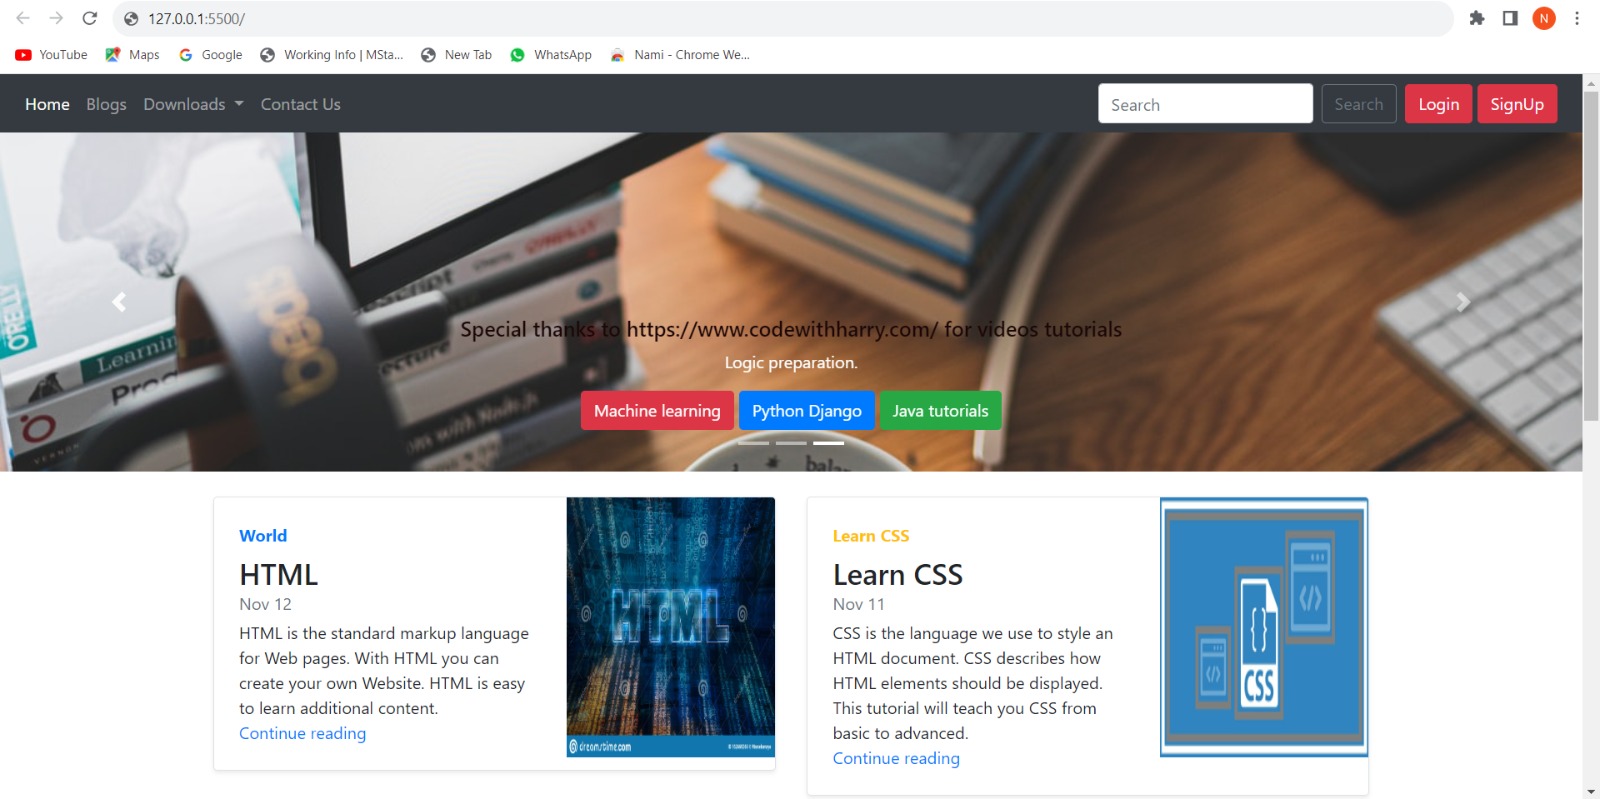 127.0.0.1:5500/
N
YouTube Maps Google Working Info | MSta... New Tab WhatsApp Nami - Chrome We...
Home Blogs Downloads Contact Us Search Search Login SignUp
O'REILLY
Learnin
Special thanks to https://www.codewithharry.com/ for videos tutorials
Logic preparation.
Machine learning Python Django Java tutorials
World
HTML
Nov 12
HTML is the standard markup language
for Web pages. With HTML you can
create your own Website. HTML is easy
to learn additional content.
Continue reading
HTML
dreamstime.com
Learn CSS
Learn CSS
Nov 11
CSS is the language we use to style an
HTML document. CSS describes how
HTML elements should be displayed.
This tutorial will teach you CSS from
basic to advanced.
Continue reading
CSS